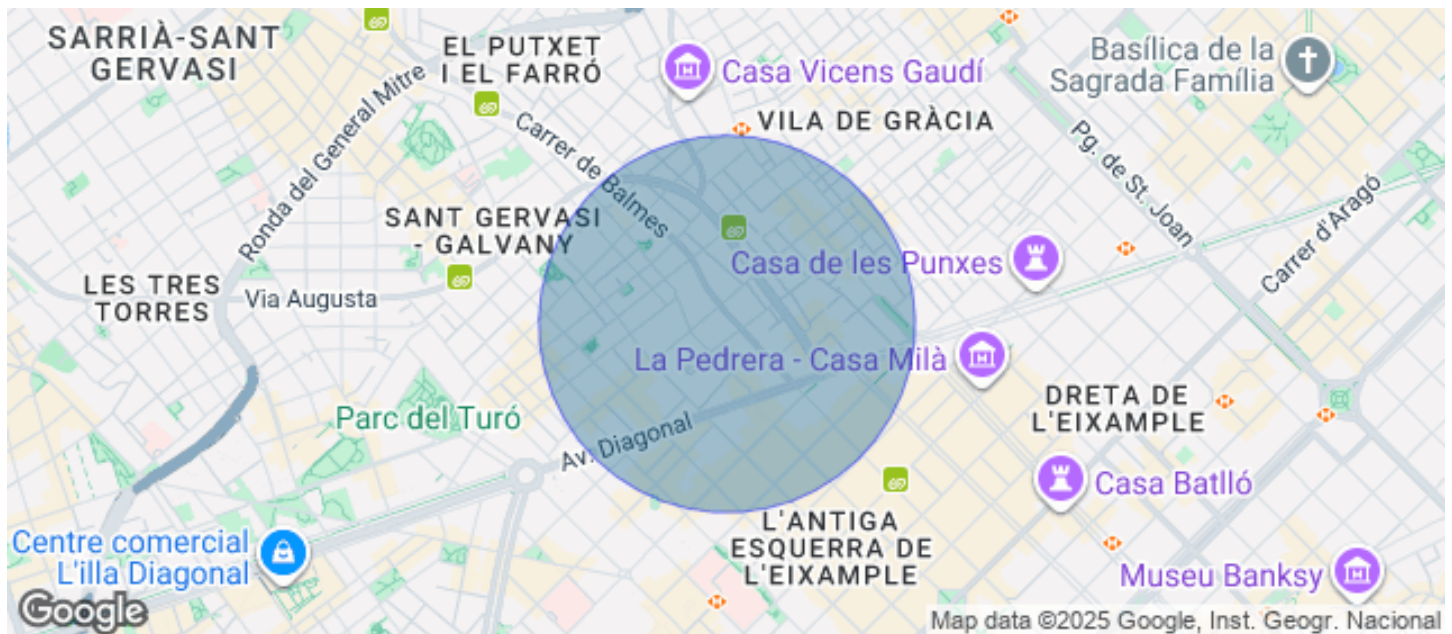 SARRIÀ-SANT
GERVASI
EL PUTXET
I EL FARRÓ
Casa Vicens Gaudí
Basílica de la
Sagrada Família
VILA DE GRÀCIA
Ronda del General Mitre
Carrer de Balmes
Pg. de St. Joan
Carrer d'Aragó
SANT GERVASI
- GALVANY
LES TRES
TORRES
Via Augusta
Casa de les Punxes
La Pedrera - Casa Milà
DRETA DE
L'EIXAMPLE
Parc del Turó
Av. Diagonal
Casa Batlló
L'ANTIGA
ESQUERRA DE
L'EIXAMPLE
Centre comercial
L'illa Diagonal
Museu Banksy
Google
Map data ©2025 Google, Inst. Geogr. Nacional